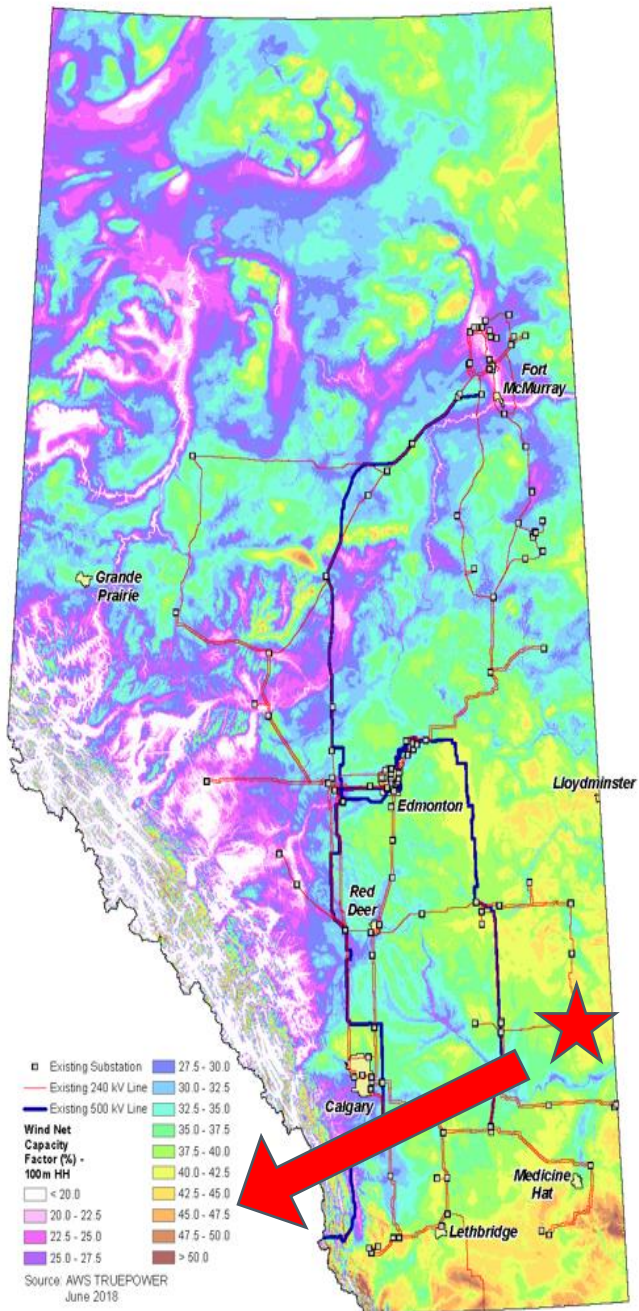 Fort
McMurray
Grande
Prairie
Lloydminster
Edmonton
Red
Deer
Calgary
Medicine
Hat
Lethbridge
Existing Substation
Existing 240 kV Line
Existing 500 kV Line
Wind Net
Capacity
Factor (%) -
100m HH
< 20.0
20.0 - 22.5
22.5 - 25.0
25.0 - 27.5
27.5 - 30.0
30.0 - 32.5
32.5 - 35.0
35.0 - 37.5
37.5 - 40.0
40.0 - 42.5
42.5 - 45.0
45.0 - 47.5
47.5 - 50.0
> 50.0
Source: AWS TRUEPOWER
June 2018